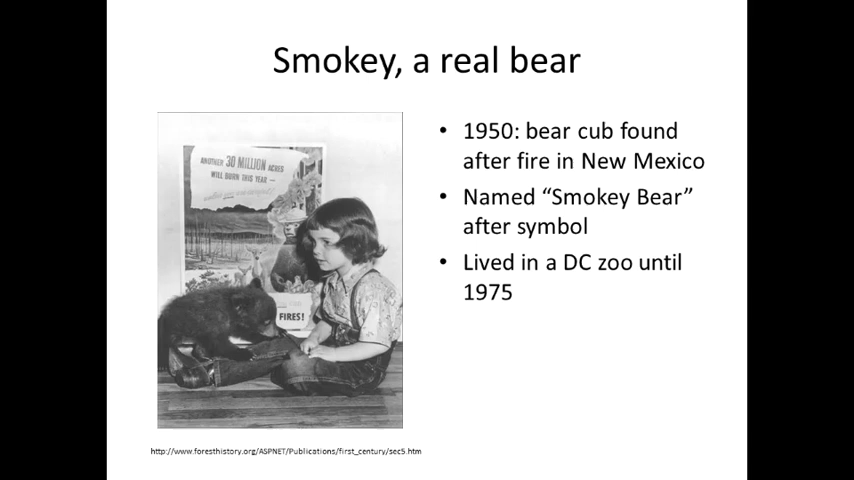 Smokey, a real bear
ANOTHER 30 MILLION ACRES
WILL BURN THIS YEAR—
FIRES!
• 1950: bear cub found
after fire in New Mexico
• Named “Smokey Bear”
after symbol
• Lived in a DC zoo until
1975
http://www.foresthistory.org/ASPNET/Publications/first_century/sec5.htm